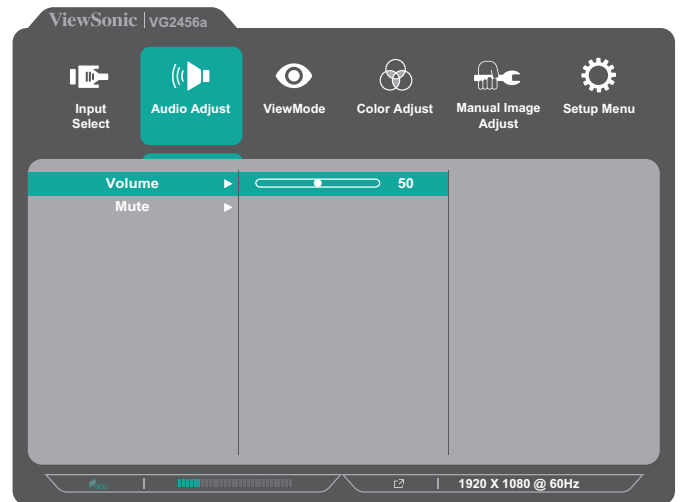 ViewSonic VG2456a
Input
Select
Audio Adjust
ViewMode
Color Adjust
Manual Image
Adjust
Setup Menu
Volume 50
Mute
eco
1920 X 1080 @ 60Hz